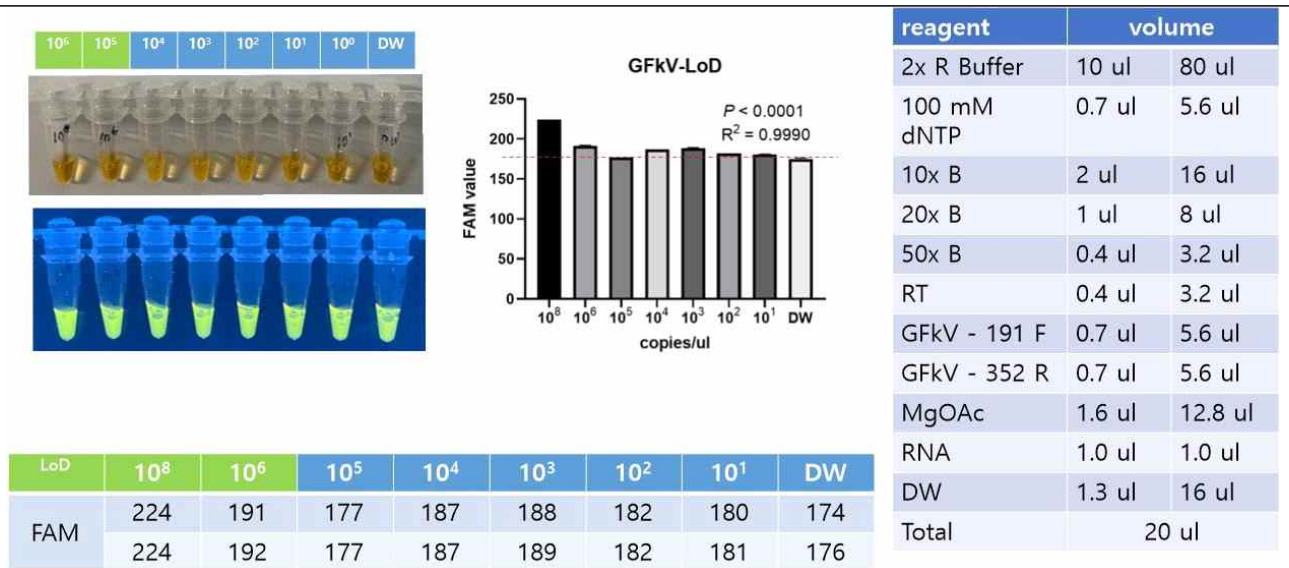 10⁶ 10⁵ 10⁴ 10³ 10² 10¹ 10⁰ DW
10⁸ 10⁶ 10¹ DW
GFkV-LoD
P < 0.0001
R² = 0.9990
FAM value
250
200
150
100
50
0
10⁸ 10⁶ 10⁵ 10⁴ 10³ 10² 10¹ DW
copies/ul
reagent volume
2x R Buffer 10 ul 80 ul
100 mM dNTP 0.7 ul 5.6 ul
10x B 2 ul 16 ul
20x B 1 ul 8 ul
50x B 0.4 ul 3.2 ul
RT 0.4 ul 3.2 ul
GFkV - 191 F 0.7 ul 5.6 ul
GFkV - 352 R 0.7 ul 5.6 ul
MgOAc 1.6 ul 12.8 ul
RNA 1.0 ul 1.0 ul
DW 1.3 ul 16 ul
Total 20 ul
LoD 10⁸ 10⁶ 10⁵ 10⁴ 10³ 10² 10¹ DW
FAM 224 191 177 187 188 182 180 174
224 192 177 187 189 182 181 176